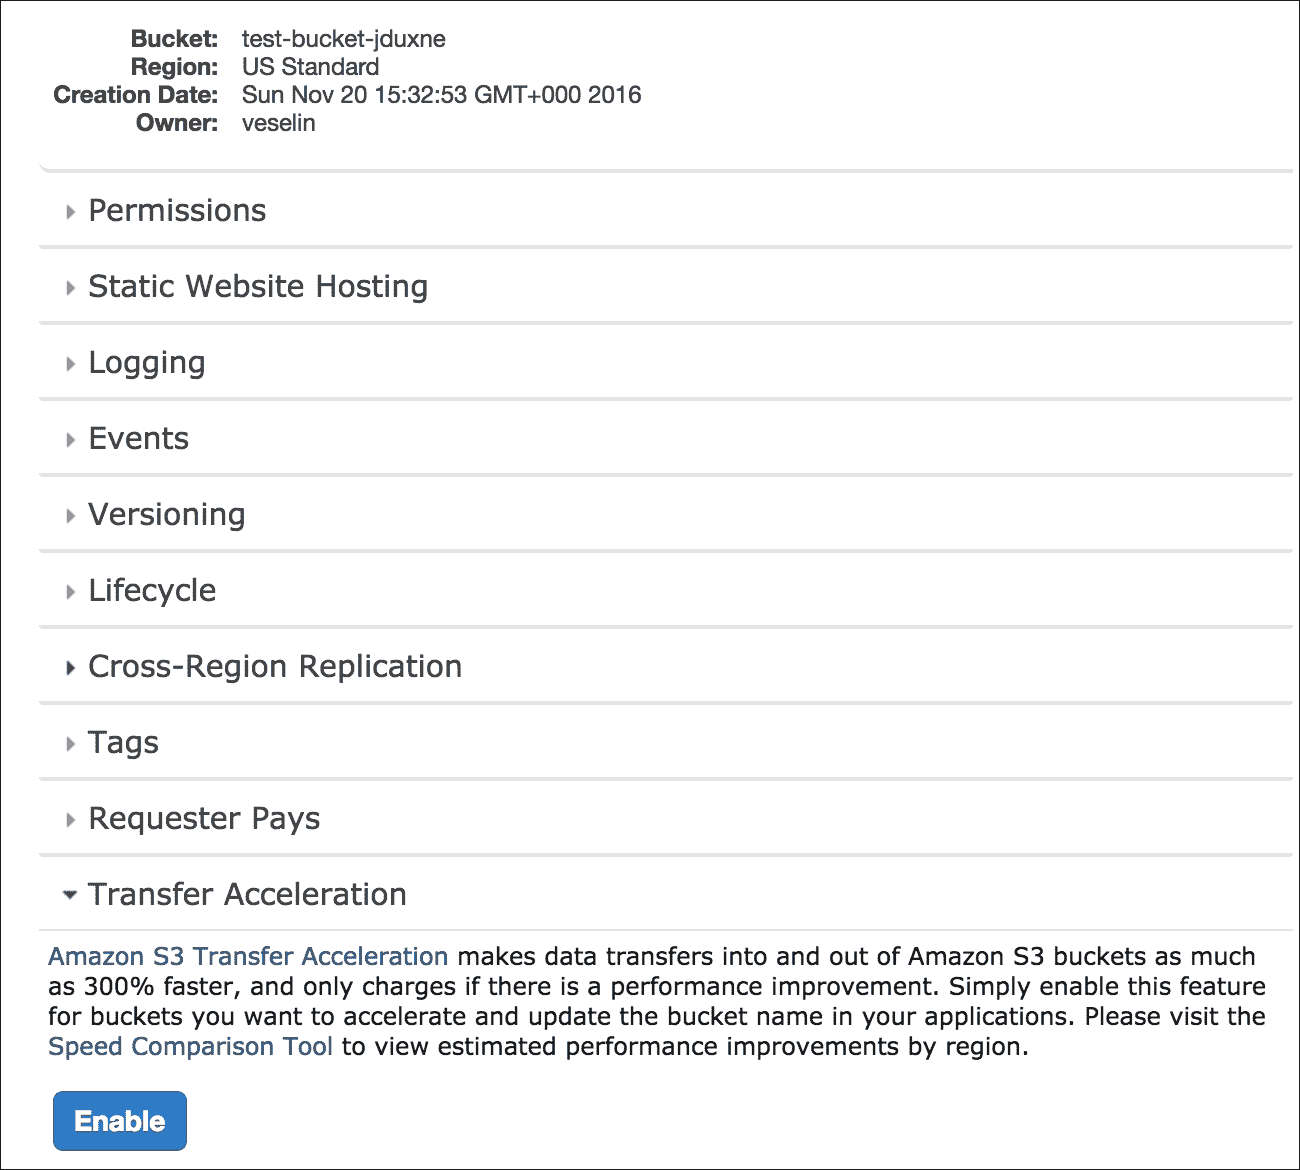 Bucket: test-bucket-jduxne
Region: US Standard
Creation Date: Sun Nov 20 15:32:53 GMT+000 2016
Owner: veselin
Permissions
Static Website Hosting
Logging
Events
Versioning
Lifecycle
Cross-Region Replication
Tags
Requester Pays
Transfer Acceleration
Amazon S3 Transfer Acceleration makes data transfers into and out of Amazon S3 buckets as much
as 300% faster, and only charges if there is a performance improvement. Simply enable this feature
for buckets you want to accelerate and update the bucket name in your applications. Please visit the
Speed Comparison Tool to view estimated performance improvements by region.
Enable